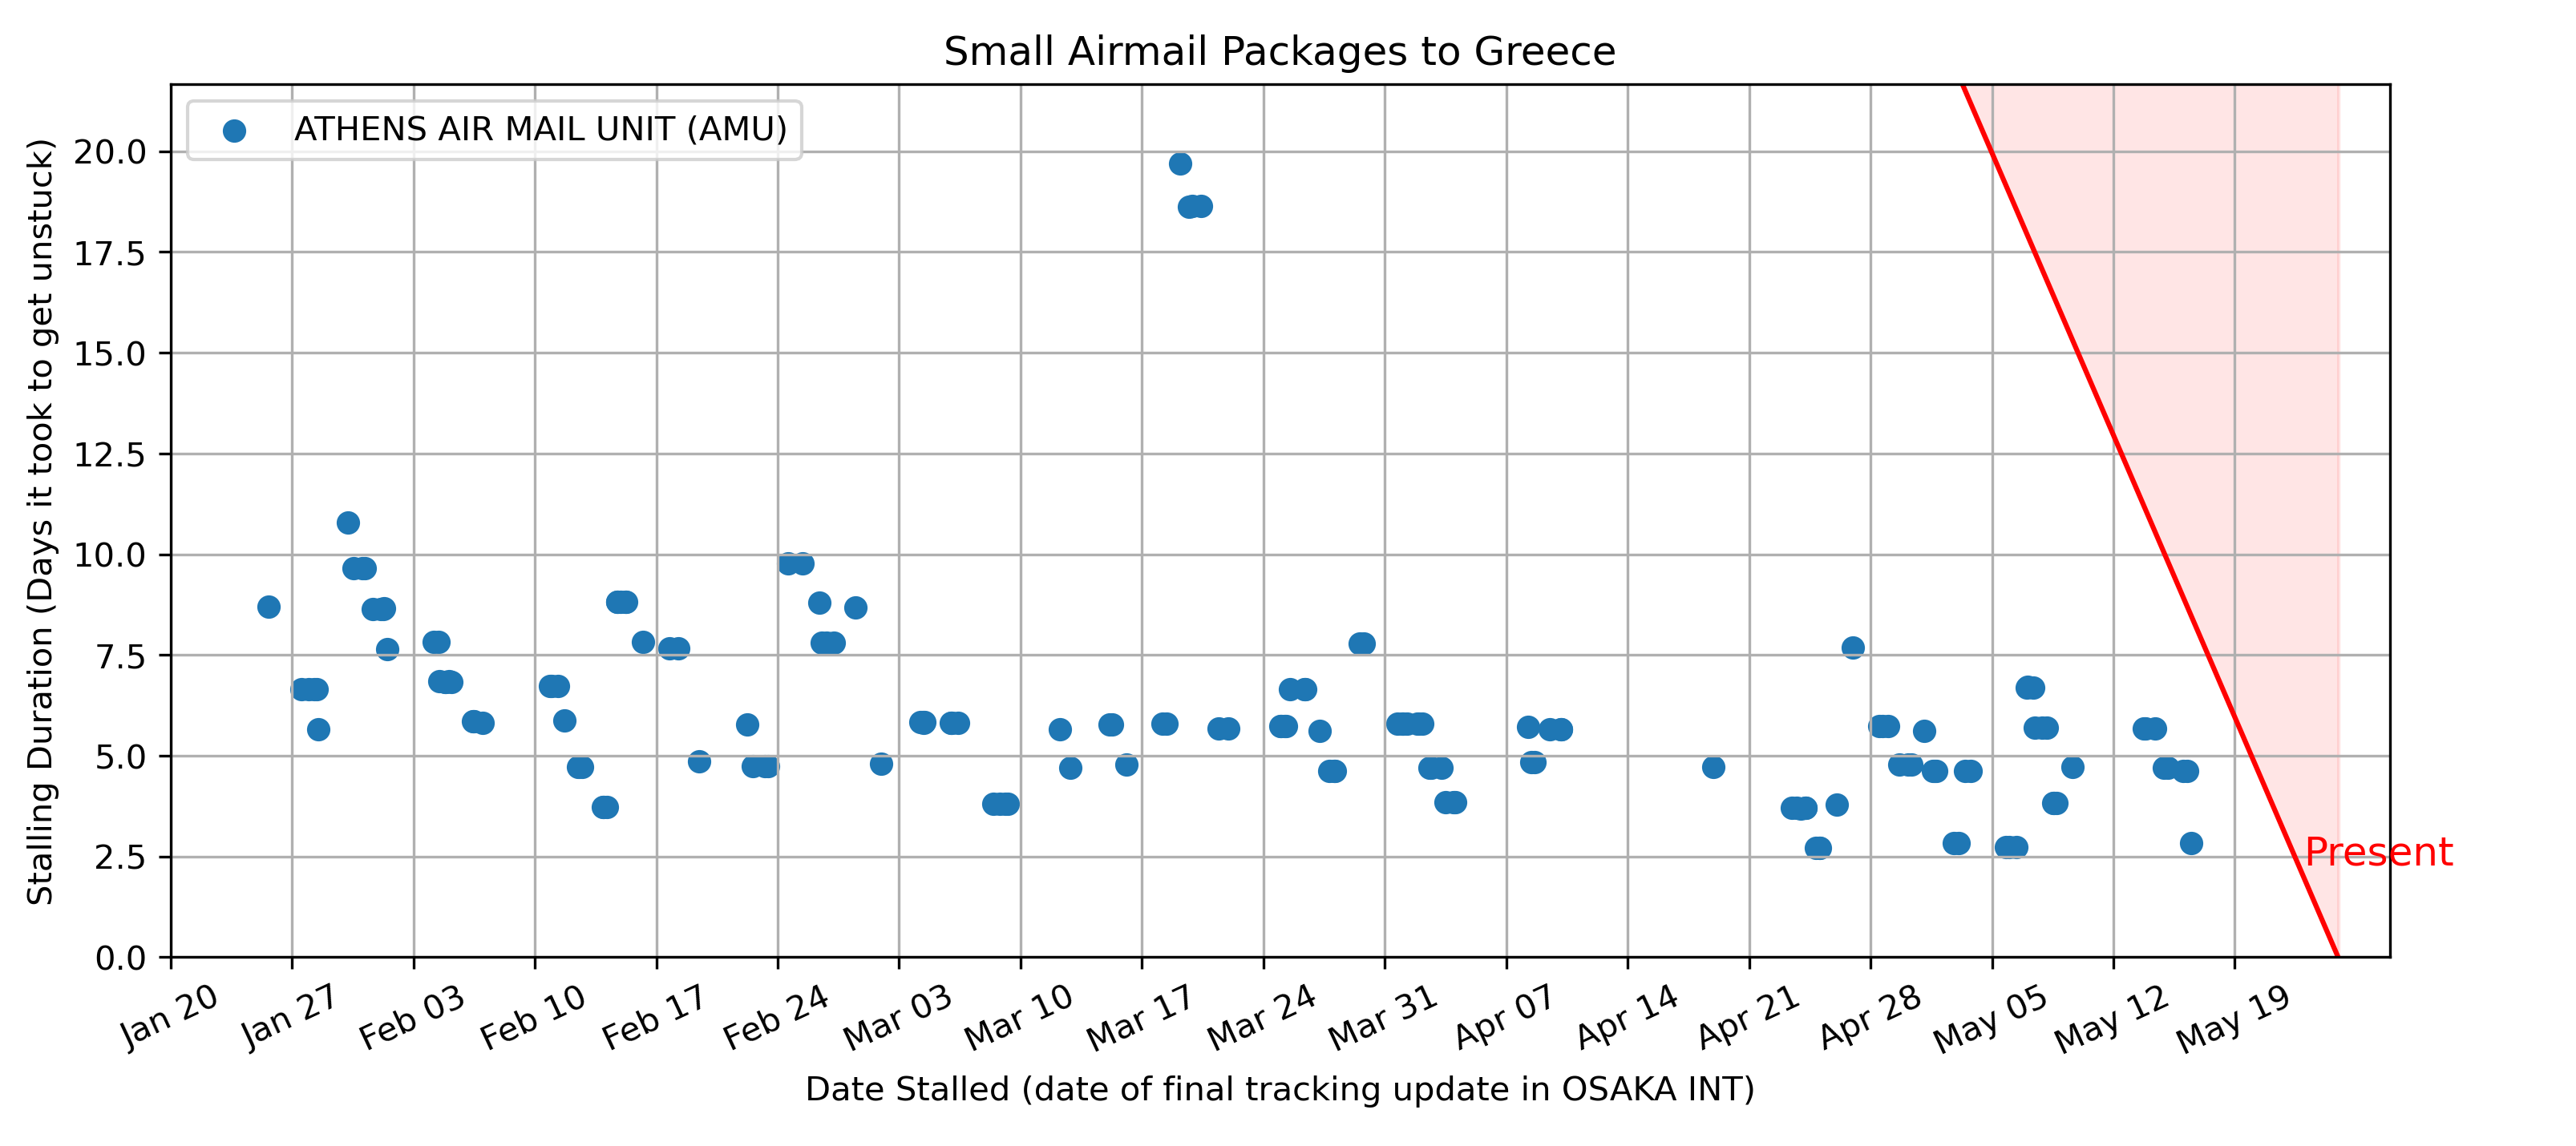 Small Airmail Packages to Greece
ATHENS AIR MAIL UNIT (AMU)
Stalling Duration (Days it took to get unstuck)
20.0
17.5
15.0
12.5
10.0
7.5
5.0
2.5
0.0
Present
Jan 20
Jan 27
Feb 03
Feb 10
Feb 17
Feb 24
Mar 03
Mar 10
Mar 17
Mar 24
Mar 31
Apr 07
Apr 14
Apr 21
Apr 28
May 05
May 12
May 19
Date Stalled (date of final tracking update in OSAKA INT)